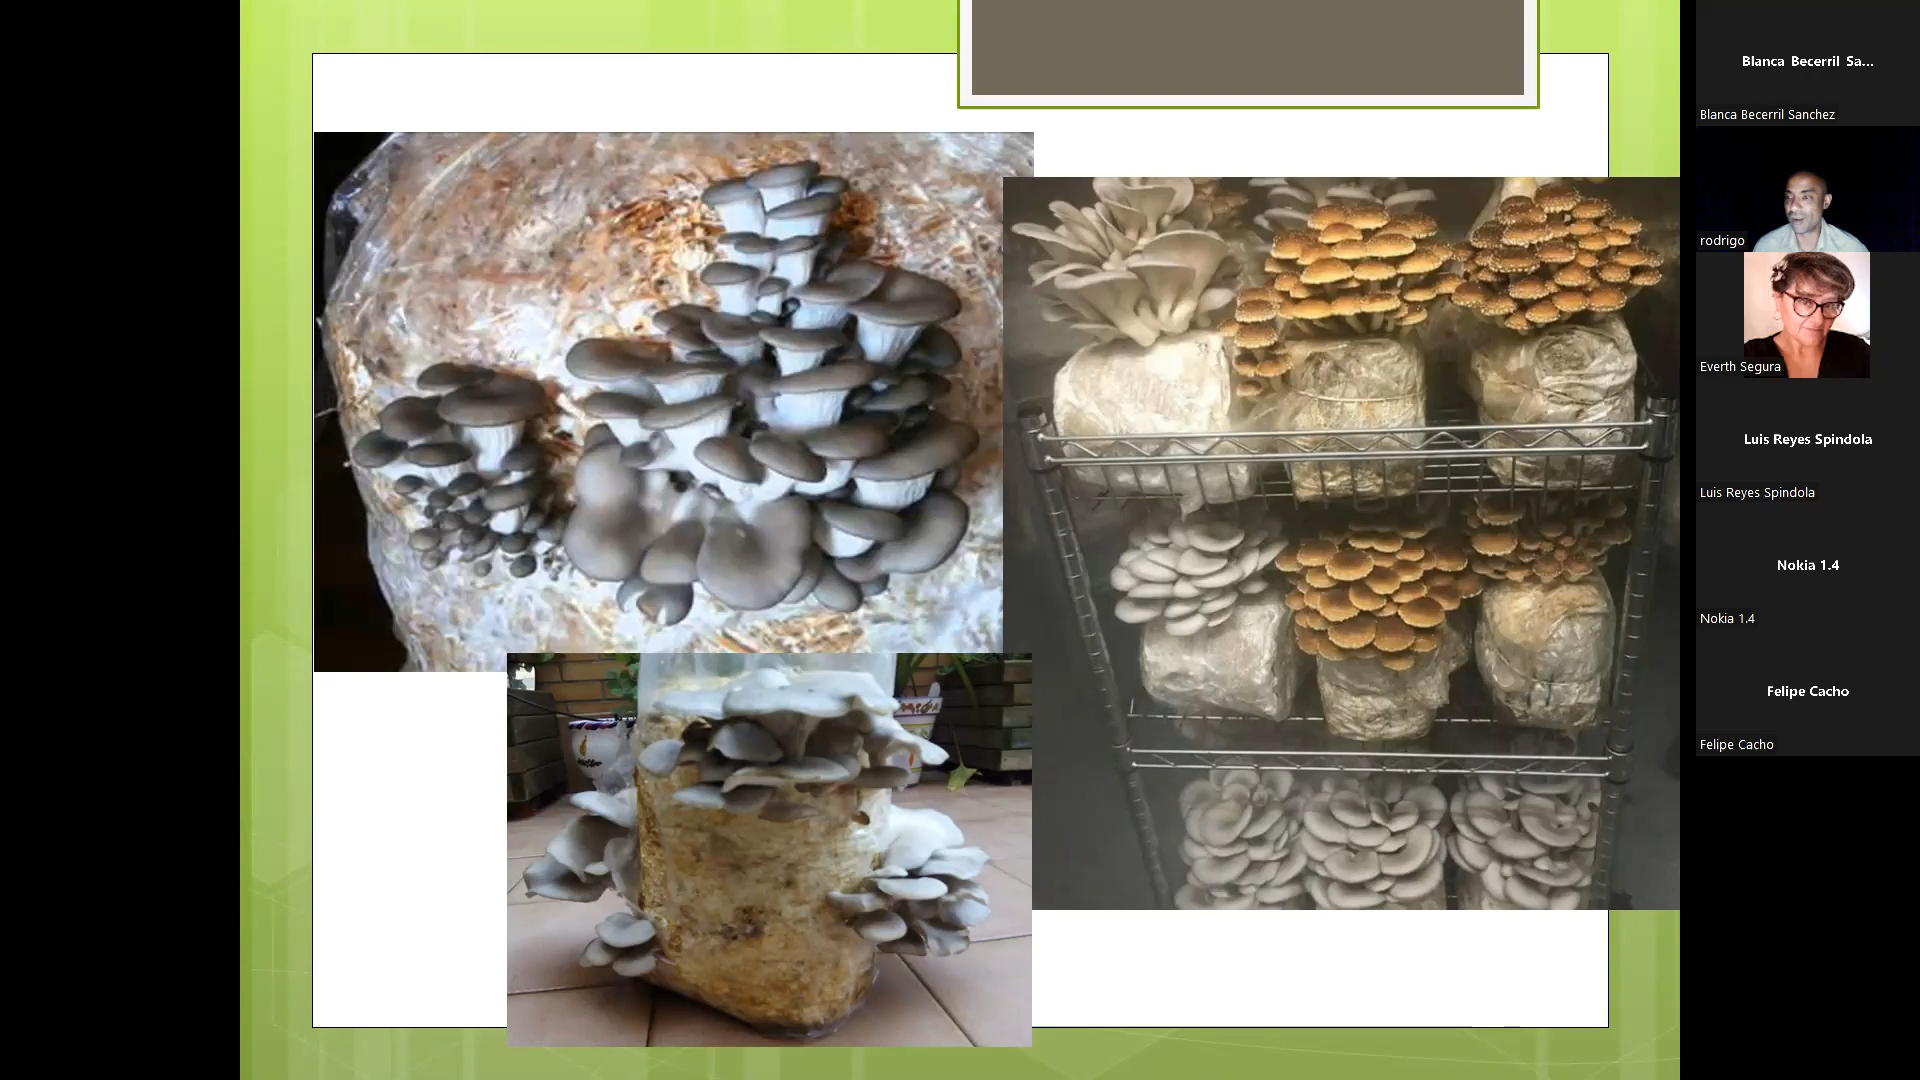 Blanca Becerril Sa...
Blanca Becerril Sanchez
rodrigo
Everth Segura
Luis Reyes Spindola
Luis Reyes Spindola
Nokia 1.4
Nokia 1.4
Felipe Cacho
Felipe Cacho